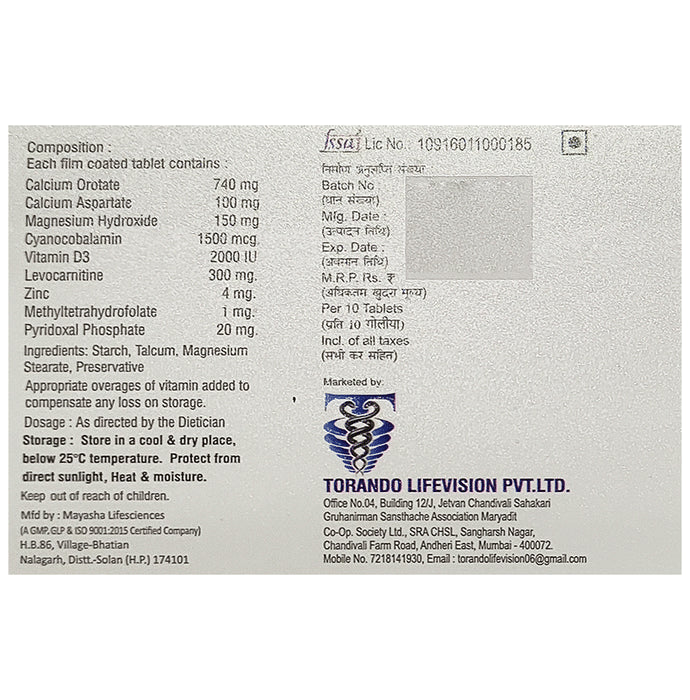 Composition :
Each film coated tablet contains :
Calcium Orotate 740 mg
Calcium Aspartate 100 mg
Magnesium Hydroxide 150 mg
Cyanocobalamin 1500 mcg.
Vitamin D3 2000 IU
Levocarnitine 300 mg.
Zinc 4 mg.
Methyltetrahydrofolate 1 mg.
Pyridoxal Phosphate 20 mg.
Ingredients: Starch, Talcum, Magnesium
Stearate, Preservative
Appropriate overages of vitamin added to
compensate any loss on storage.
Dosage : As directed by the Dietician
Storage : Store in a cool & dry place,
below 25°C temperature. Protect from
direct sunlight, Heat & moisture.
Keep out of reach of children.
Mfd by : Mayasha Lifesciences
(A GMP, GLP & ISO 9001:2015 Certified Company)
H.B.86, Village-Bhatian
Nalagarh, Distt.-Solan (H.P.) 174101
fssai Lic No.: 10916011000185
निर्माण अनुज्ञप्ति संख्या
Batch No :
(घान संख्या)
Mfg. Date :
(उत्पादन तिथि)
Exp. Date :
(अवसान तिथि)
M.R.P. Rs. ₹
(अधिकतम खुदरा मूल्य)
Per 10 Tablets
(प्रति 10 गोलीया)
Incl. of all taxes
(सभी कर सहित)
Marketed by:
TORANDO LIFEVISION PVT.LTD.
Office No.04, Building 12/J, Jetvan Chandivali Sahakari
Gruhanirman Sansthache Association Maryadit
Co-Op. Society Ltd., SRA CHSL, Sangharsh Nagar,
Chandivali Farm Road, Andheri East, Mumbai - 400072.
Mobile No. 7218141930, Email : torandolifevision06@gmail.com